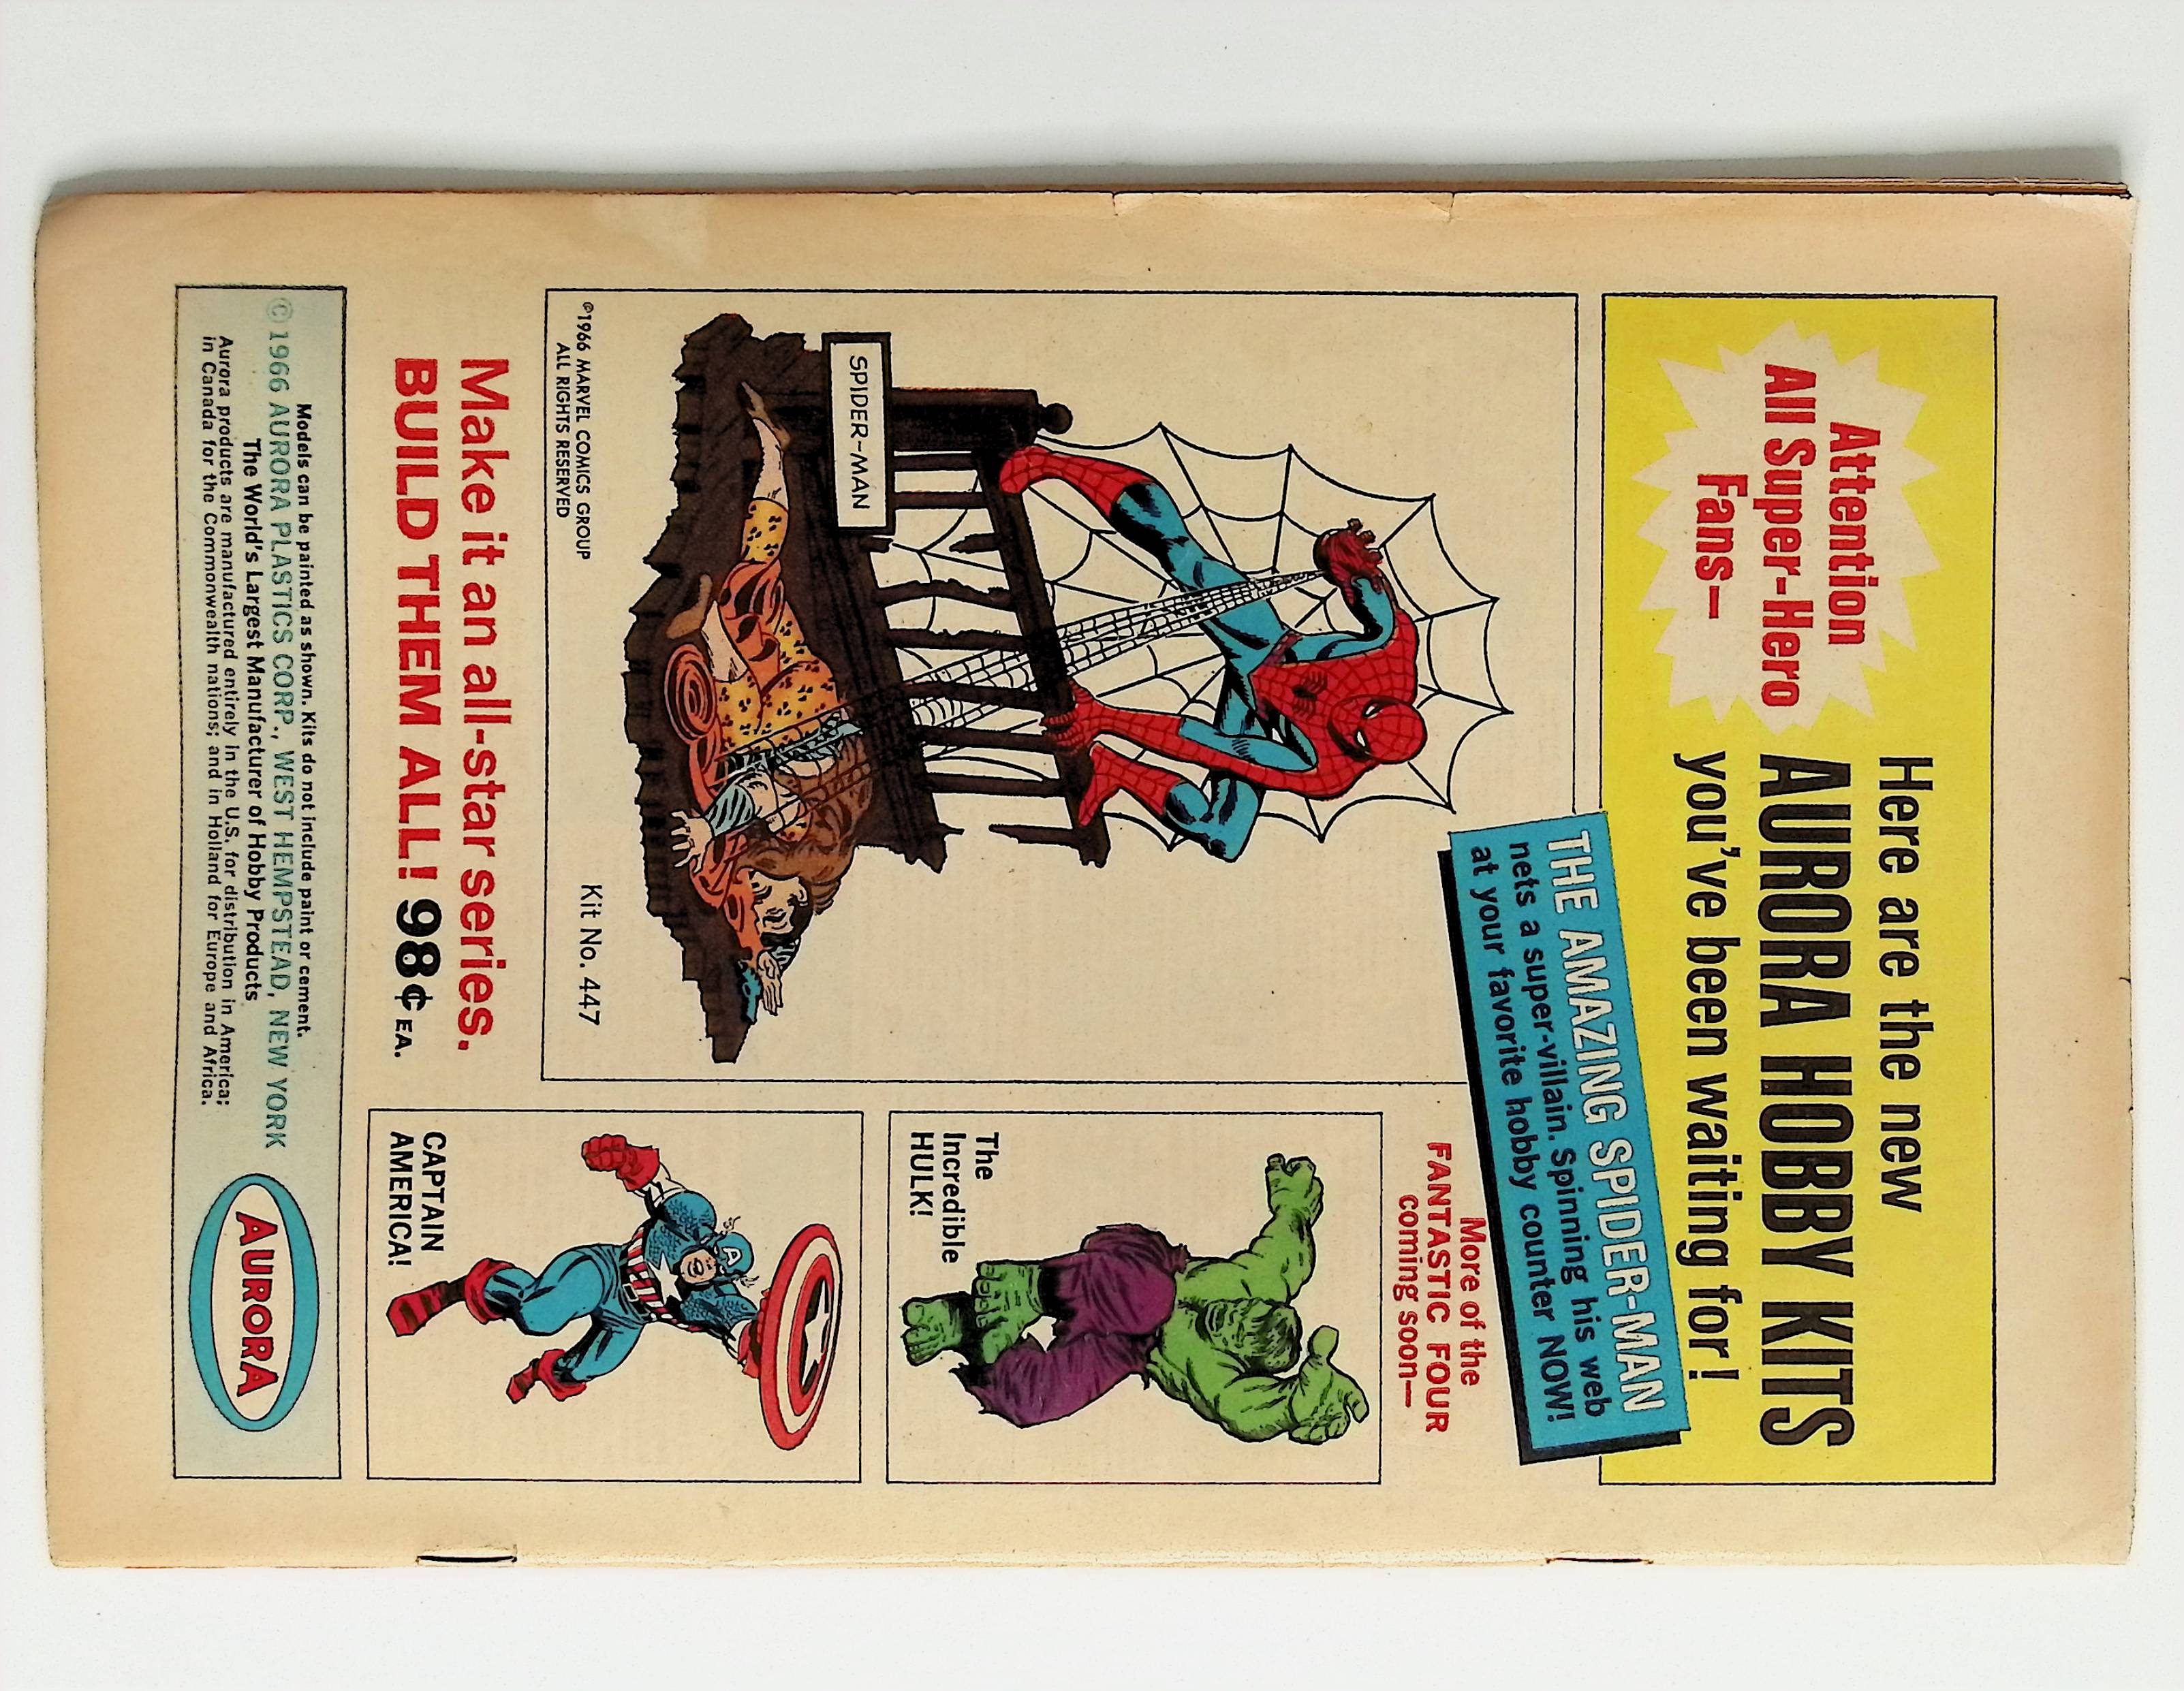 Attention
All Super-Hero
Fans—
Here are the new
AURORA HOBBY KITS
you've been waiting for!
THE AMAZING SPIDER-MAN
nets a super-villain. Spinning his web
at your favorite hobby counter NOW!
SPIDER-MAN
©1966 MARVEL COMICS GROUP
ALL RIGHTS RESERVED
Kit No. 447
More of the
FANTASTIC FOUR
coming soon—
The
Incredible
HULK!
A
CAPTAIN
AMERICA!
Make it an all-star series.
BUILD THEM ALL! 98¢ EA.
Models can be painted as shown. Kits do not include paint or cement.
© 1966 AURORA PLASTICS CORP., WEST HEMPSTEAD, NEW YORK
The World's Largest Manufacturer of Hobby Products
Aurora products are manufactured entirely in the U.S. for distribution in America;
in Canada for the Commonwealth nations; and in Holland for Europe and Africa.
AURORA